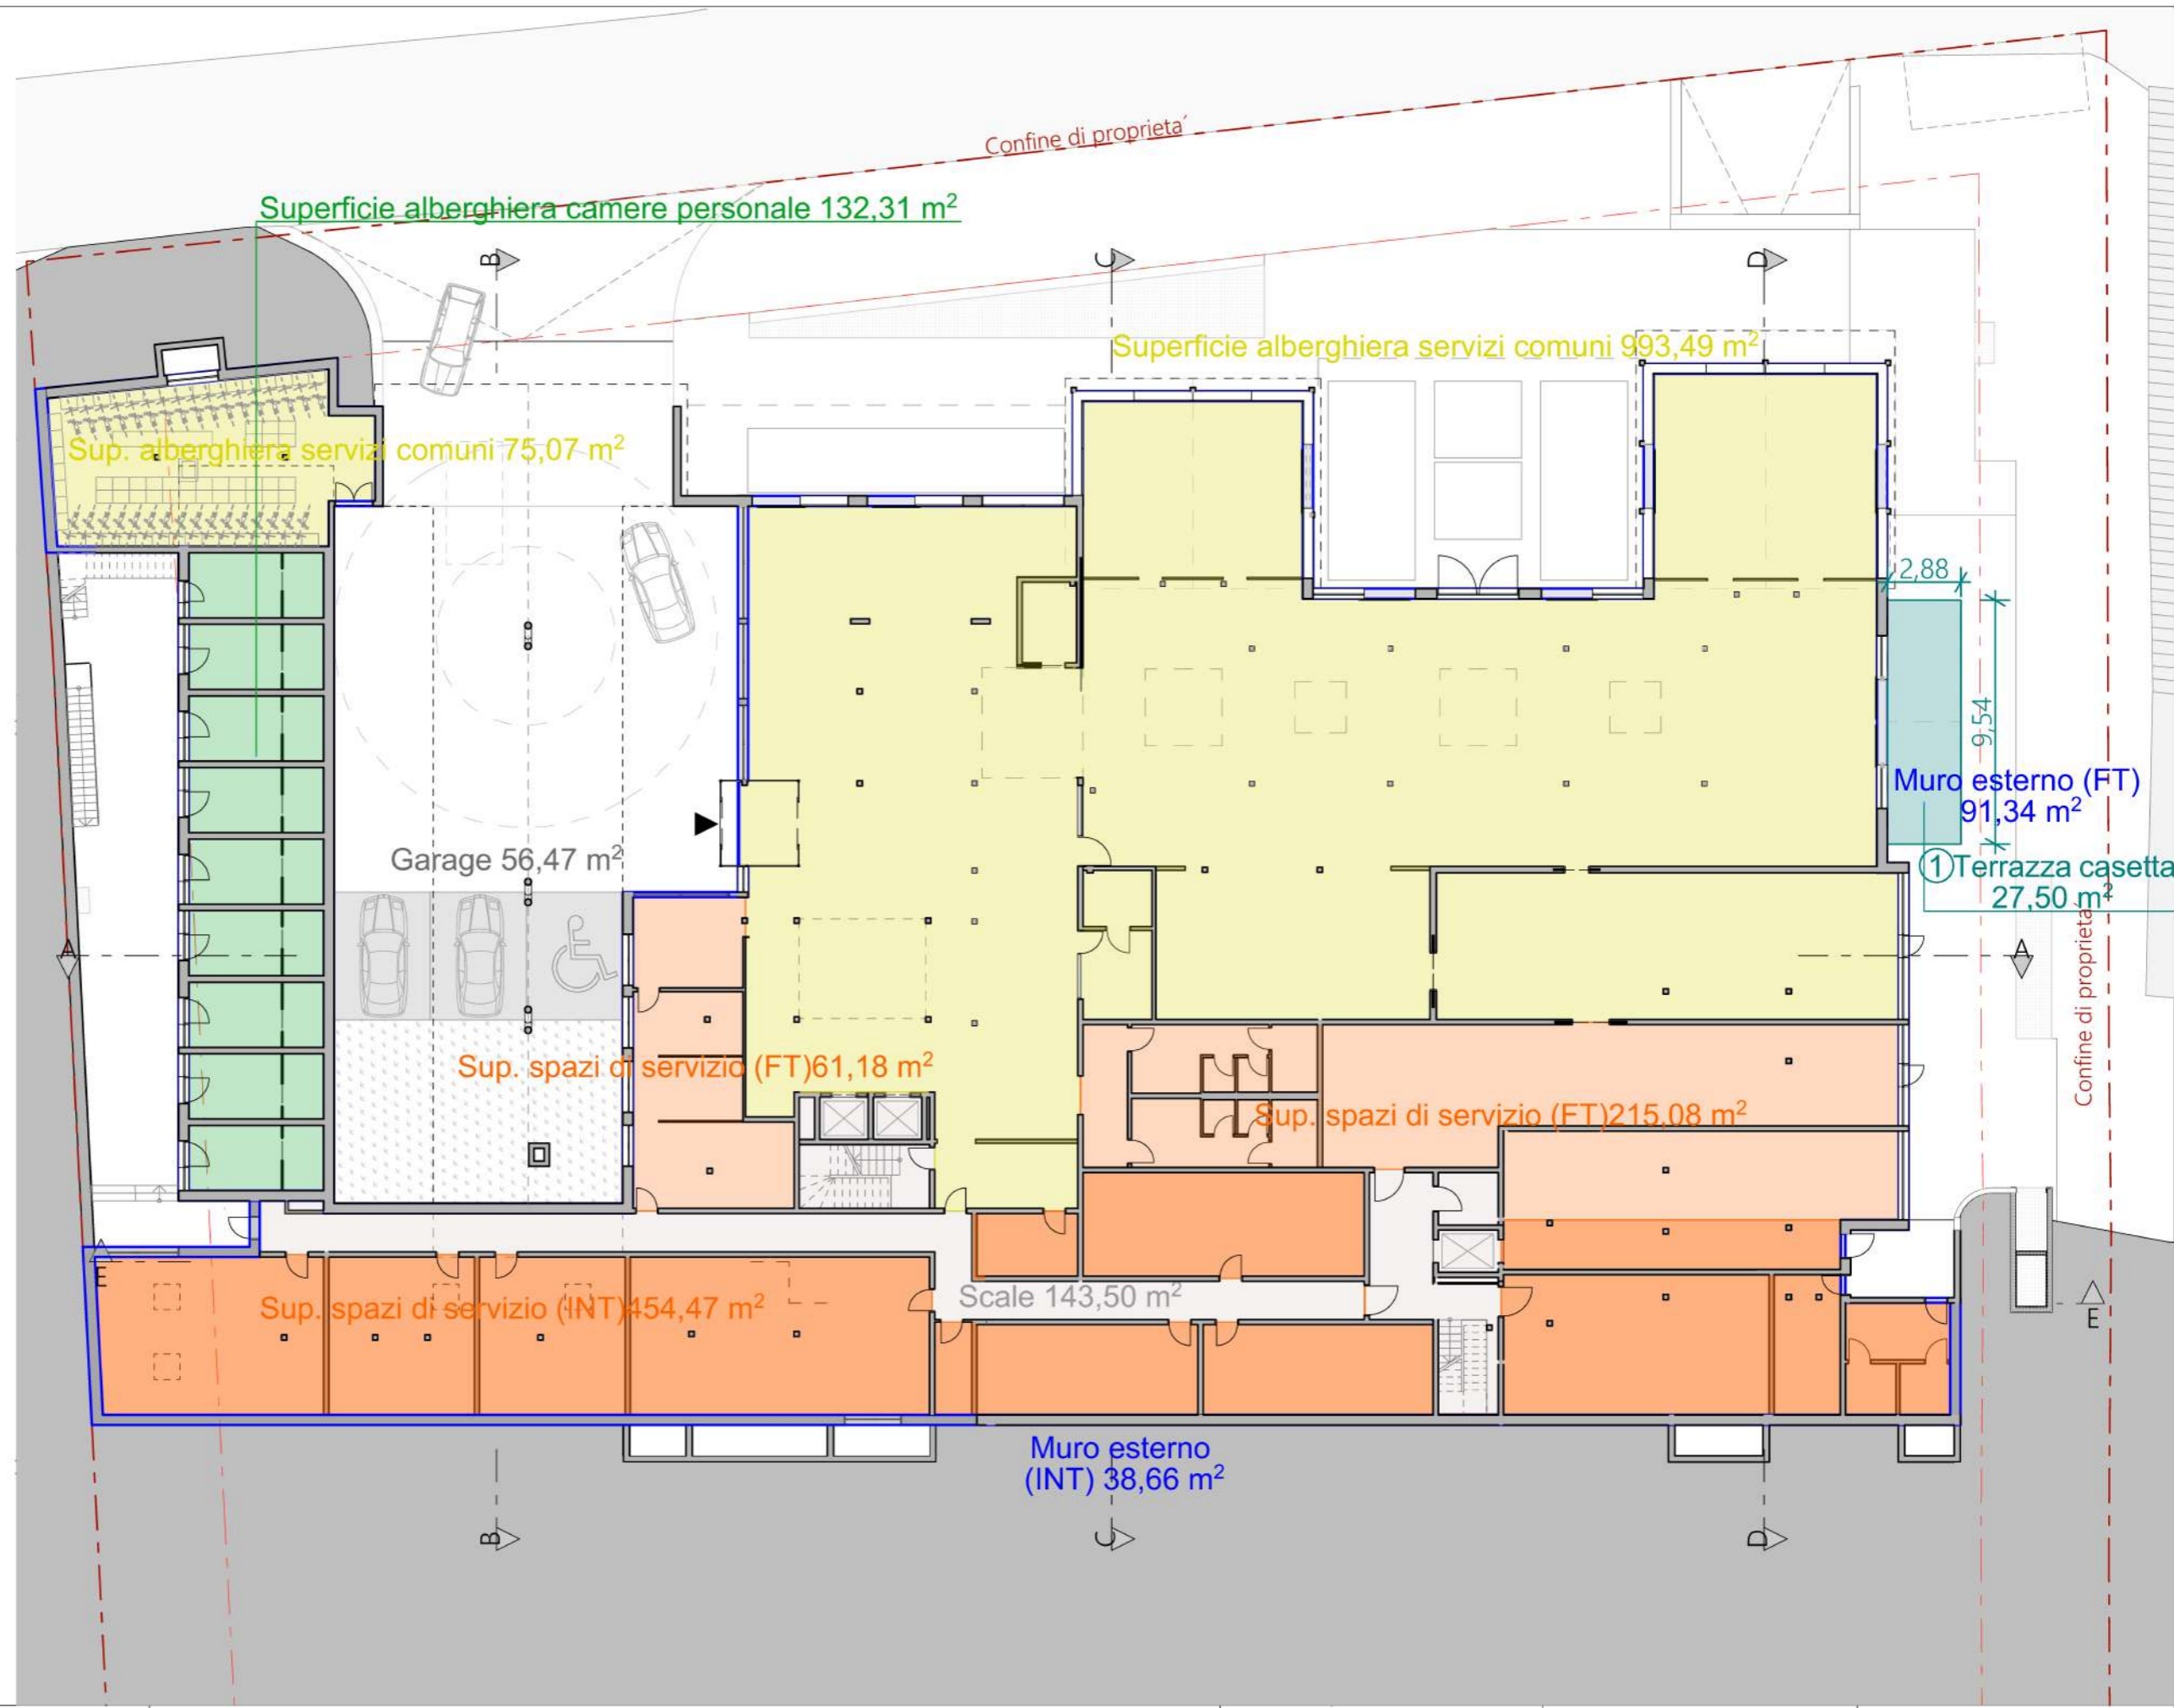 Confine di proprieta´
Superficie alberghiera camere personale 132,31 m²
B
C
D
Superficie alberghiera servizi comuni 993,49 m²
Sup. alberghiera servizi comuni 75,07 m²
2,88
9,54
Muro esterno (FT)
91,34 m²
Garage 56,47 m²
1 Terrazza casetta
27,50 m²
A
A
Confine di proprieta´
Sup. spazi di servizio (FT)61,18 m²
Sup. spazi di servizio (FT)215,08 m²
E
Sup. spazi di servizio (INT)454,47 m²
Scale 143,50 m²
E
Muro esterno
(INT) 38,66 m²
B
C
D